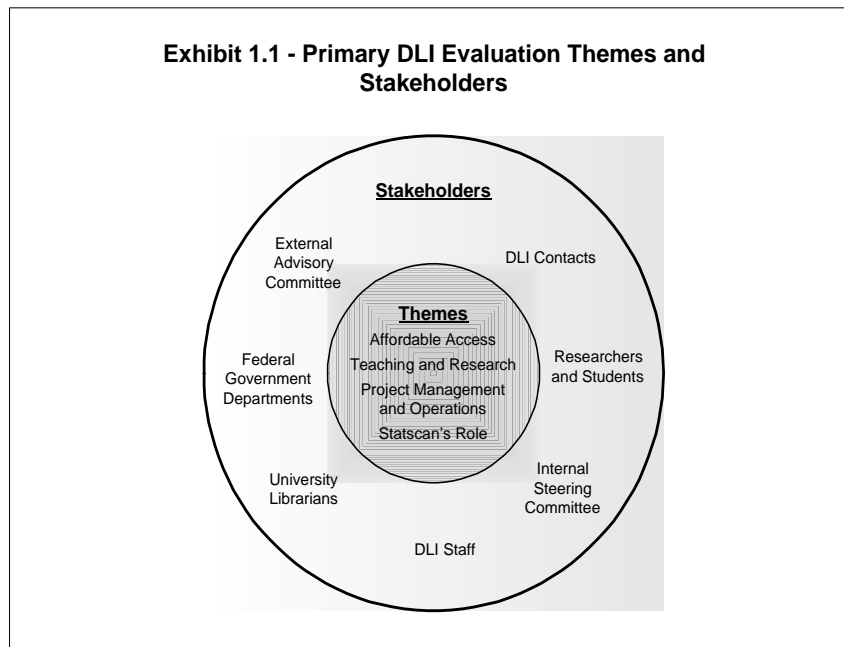 Exhibit 1.1 - Primary DLI Evaluation Themes and
Stakeholders
Stakeholders
External
Advisory
Committee
DLI Contacts
Themes
Affordable Access
Teaching and Research
Project Management
and Operations
Statscan's Role
Federal
Government
Departments
Researchers
and Students
University
Librarians
Internal
Steering
Committee
DLI Staff